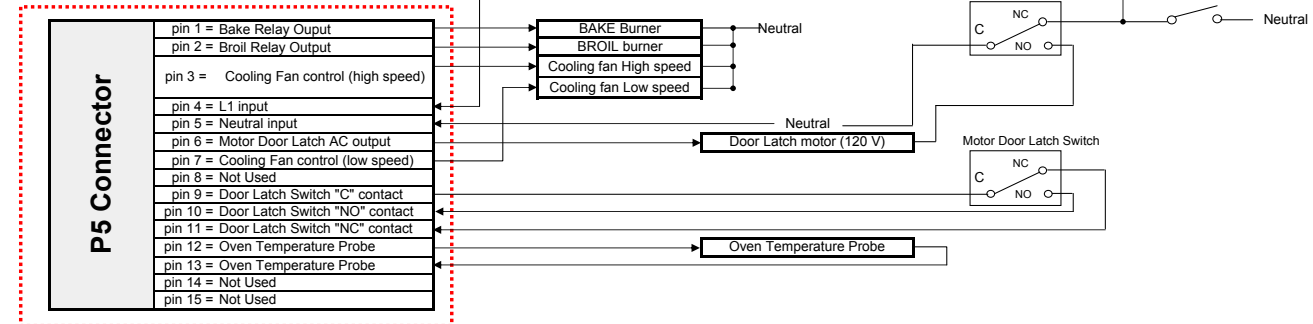 P5 Connector
pin 1 = Bake Relay Ouput
pin 2 = Broil Relay Output
pin 3 = Cooling Fan control (high speed)
pin 4 = L1 input
pin 5 = Neutral input
pin 6 = Motor Door Latch AC output
pin 7 = Cooling Fan control (low speed)
pin 8 = Not Used
pin 9 = Door Latch Switch "C" contact
pin 10 = Door Latch Switch "NO" contact
pin 11 = Door Latch Switch "NC" contact
pin 12 = Oven Temperature Probe
pin 13 = Oven Temperature Probe
pin 14 = Not Used
pin 15 = Not Used
BAKE Burner
BROIL burner
Cooling fan High speed
Cooling fan Low speed
Neutral
Neutral
Door Latch motor (120 V)
Oven Temperature Probe
NC
C
NO
Neutral
Motor Door Latch Switch
NC
C
NO